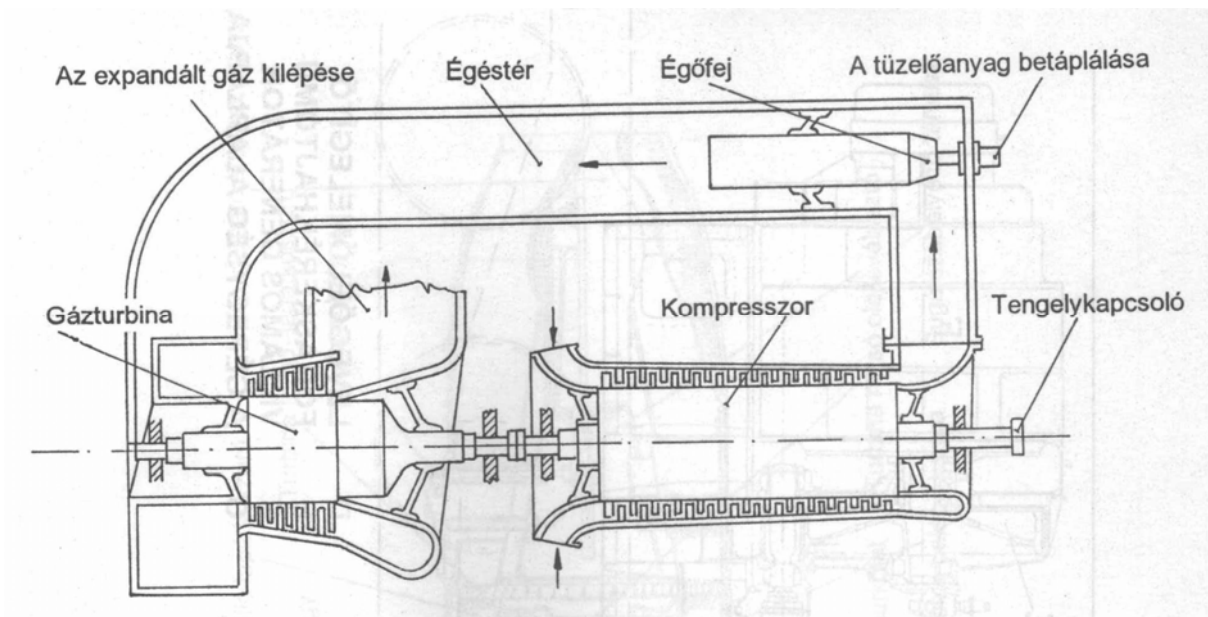 Az expandált gáz kilépése
Égéstér
Égőfej
A tüzelőanyag betáplálása
Gázturbina
Kompresszor
Tengelykapcsoló